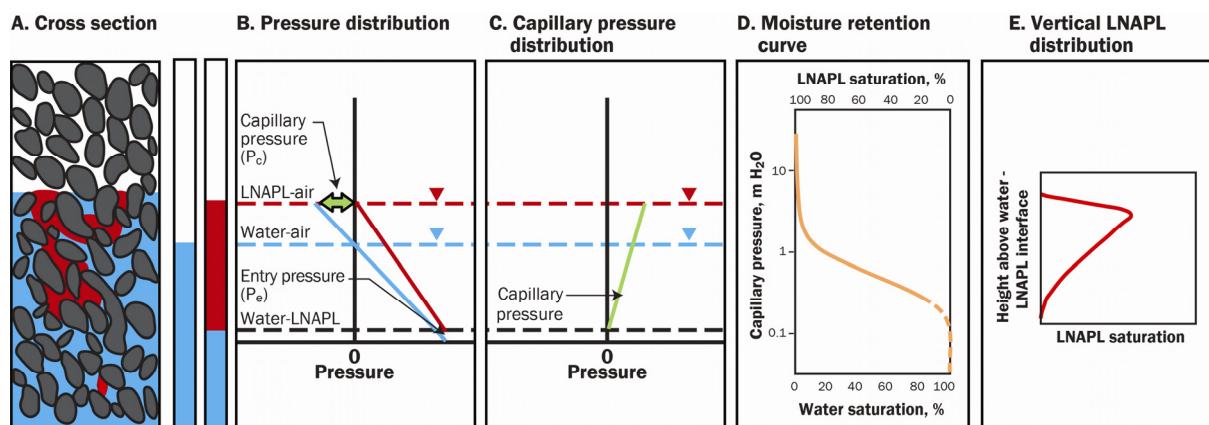 A. Cross section
B. Pressure distribution
Capillary
pressure
(Pc)
LNAPL-air
Water-air
Entry pressure
(Pe)
Water-LNAPL
0
Pressure
C. Capillary pressure
distribution
Capillary
pressure
0
Pressure
D. Moisture retention
curve
LNAPL saturation, %
100 80 60 40 20 0
Capillary pressure, m H2O
10
1
0.1
0 20 40 60 80 100
Water saturation, %
E. Vertical LNAPL
distribution
Height above water -
LNAPL interface
LNAPL saturation